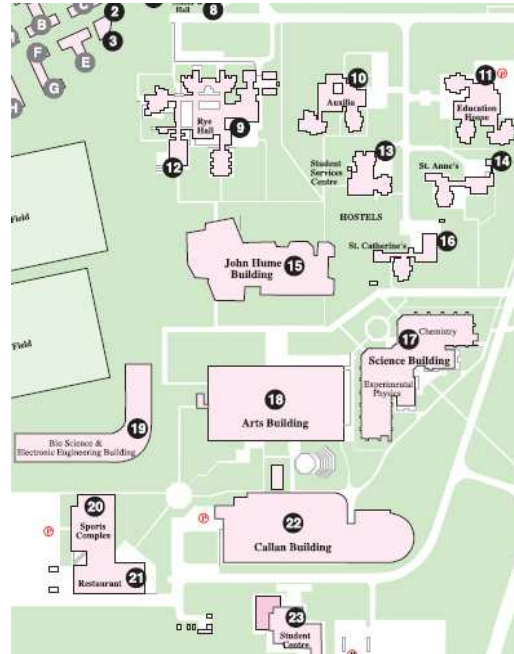 2
Hall
8
B
C
3
F
E
P
11
10
G
Auxilia
Education
House
H
Rye
Hall
9
13
12
Student
Services
Centre
St. Anne's
14
HOSTELS
Field
St. Catherine's
16
John Hume
Building
15
Chemistry
17
Science Building
Field
Experimental
Physics
18
19
Arts Building
Bio Science &
Electronic Engineering Building
20
P
P
22
Sports
Complex
Callan Building
Restaurant
21
23
Student
Centre
P